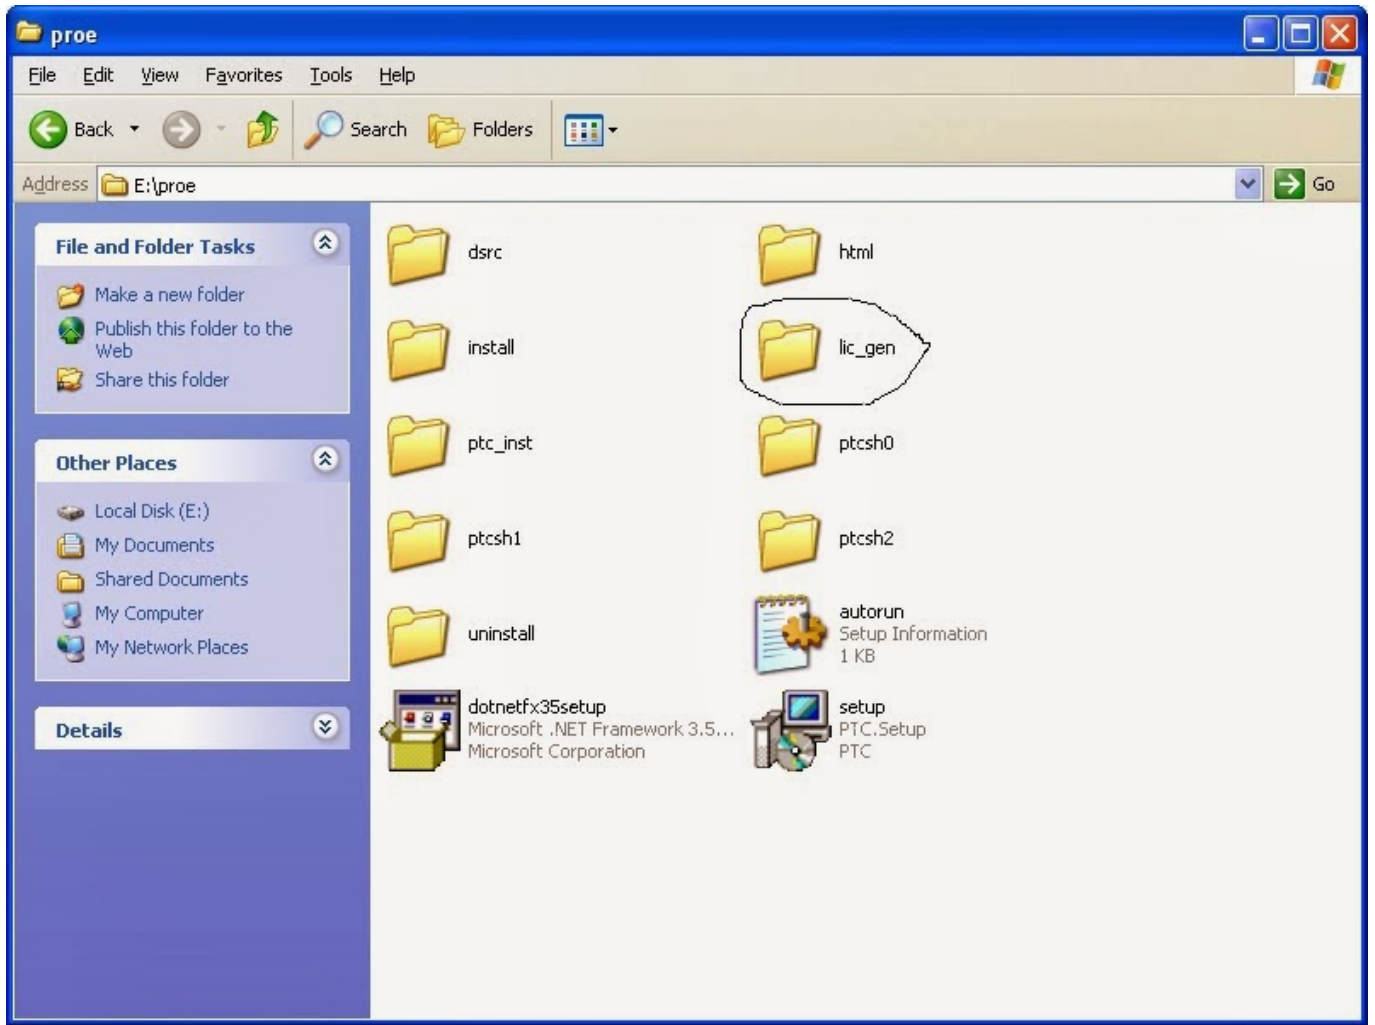 proe
File Edit View Favorites Tools Help
Back Search Folders
Address E:\proe Go
File and Folder Tasks
Make a new folder
Publish this folder to the
Web
Share this folder
Other Places
Local Disk (E:)
My Documents
Shared Documents
My Computer
My Network Places
Details
dsrc html
install lic_gen
ptc_inst ptcsh0
ptcsh1 ptcsh2
uninstall
autorun
Setup Information
1 KB
dotnetfx35setup
Microsoft .NET Framework 3.5...
Microsoft Corporation
setup
PTC.Setup
PTC